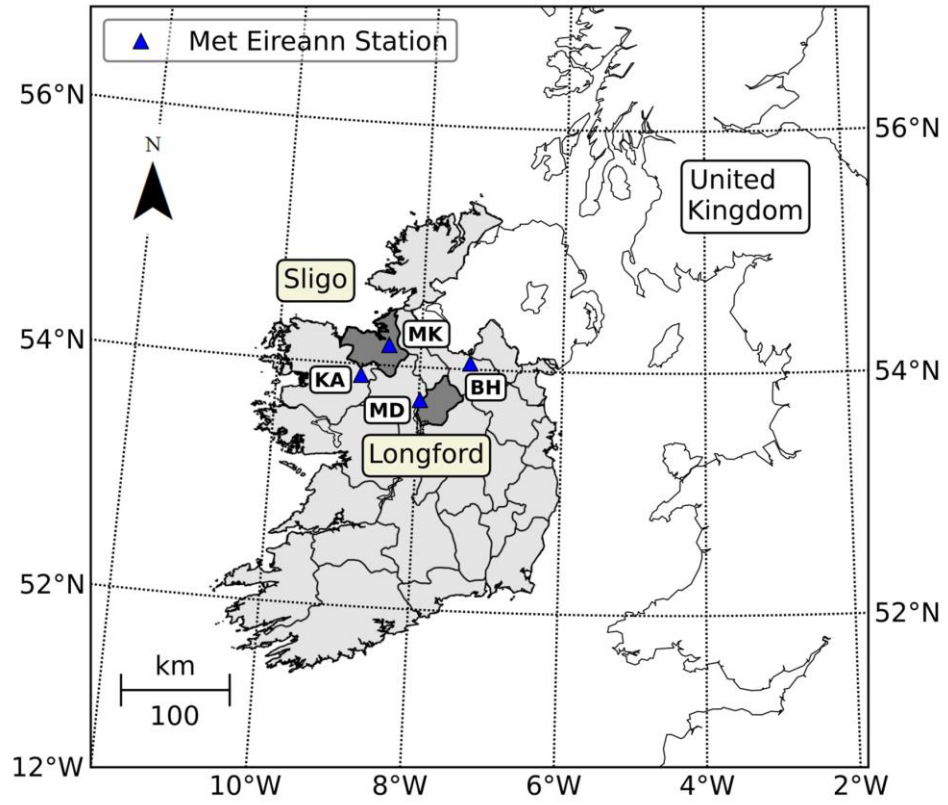 Met Eireann Station
56°N
56°N
N
United
Kingdom
Sligo
54°N
MK
54°N
KA
BH
MD
Longford
52°N
52°N
km
100
12°W
10°W
8°W
6°W
4°W
2°W